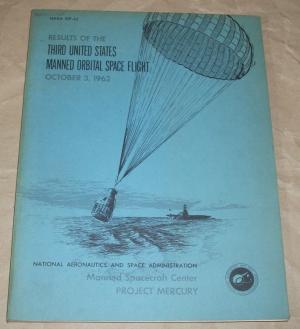 NASA SP-12
RESULTS OF THE
THIRD UNITED STATES
MANNED ORBITAL SPACE FLIGHT
OCTOBER 3, 1962
NATIONAL AERONAUTICS AND SPACE ADMINISTRATION
Manned Spacecraft Center
PROJECT MERCURY